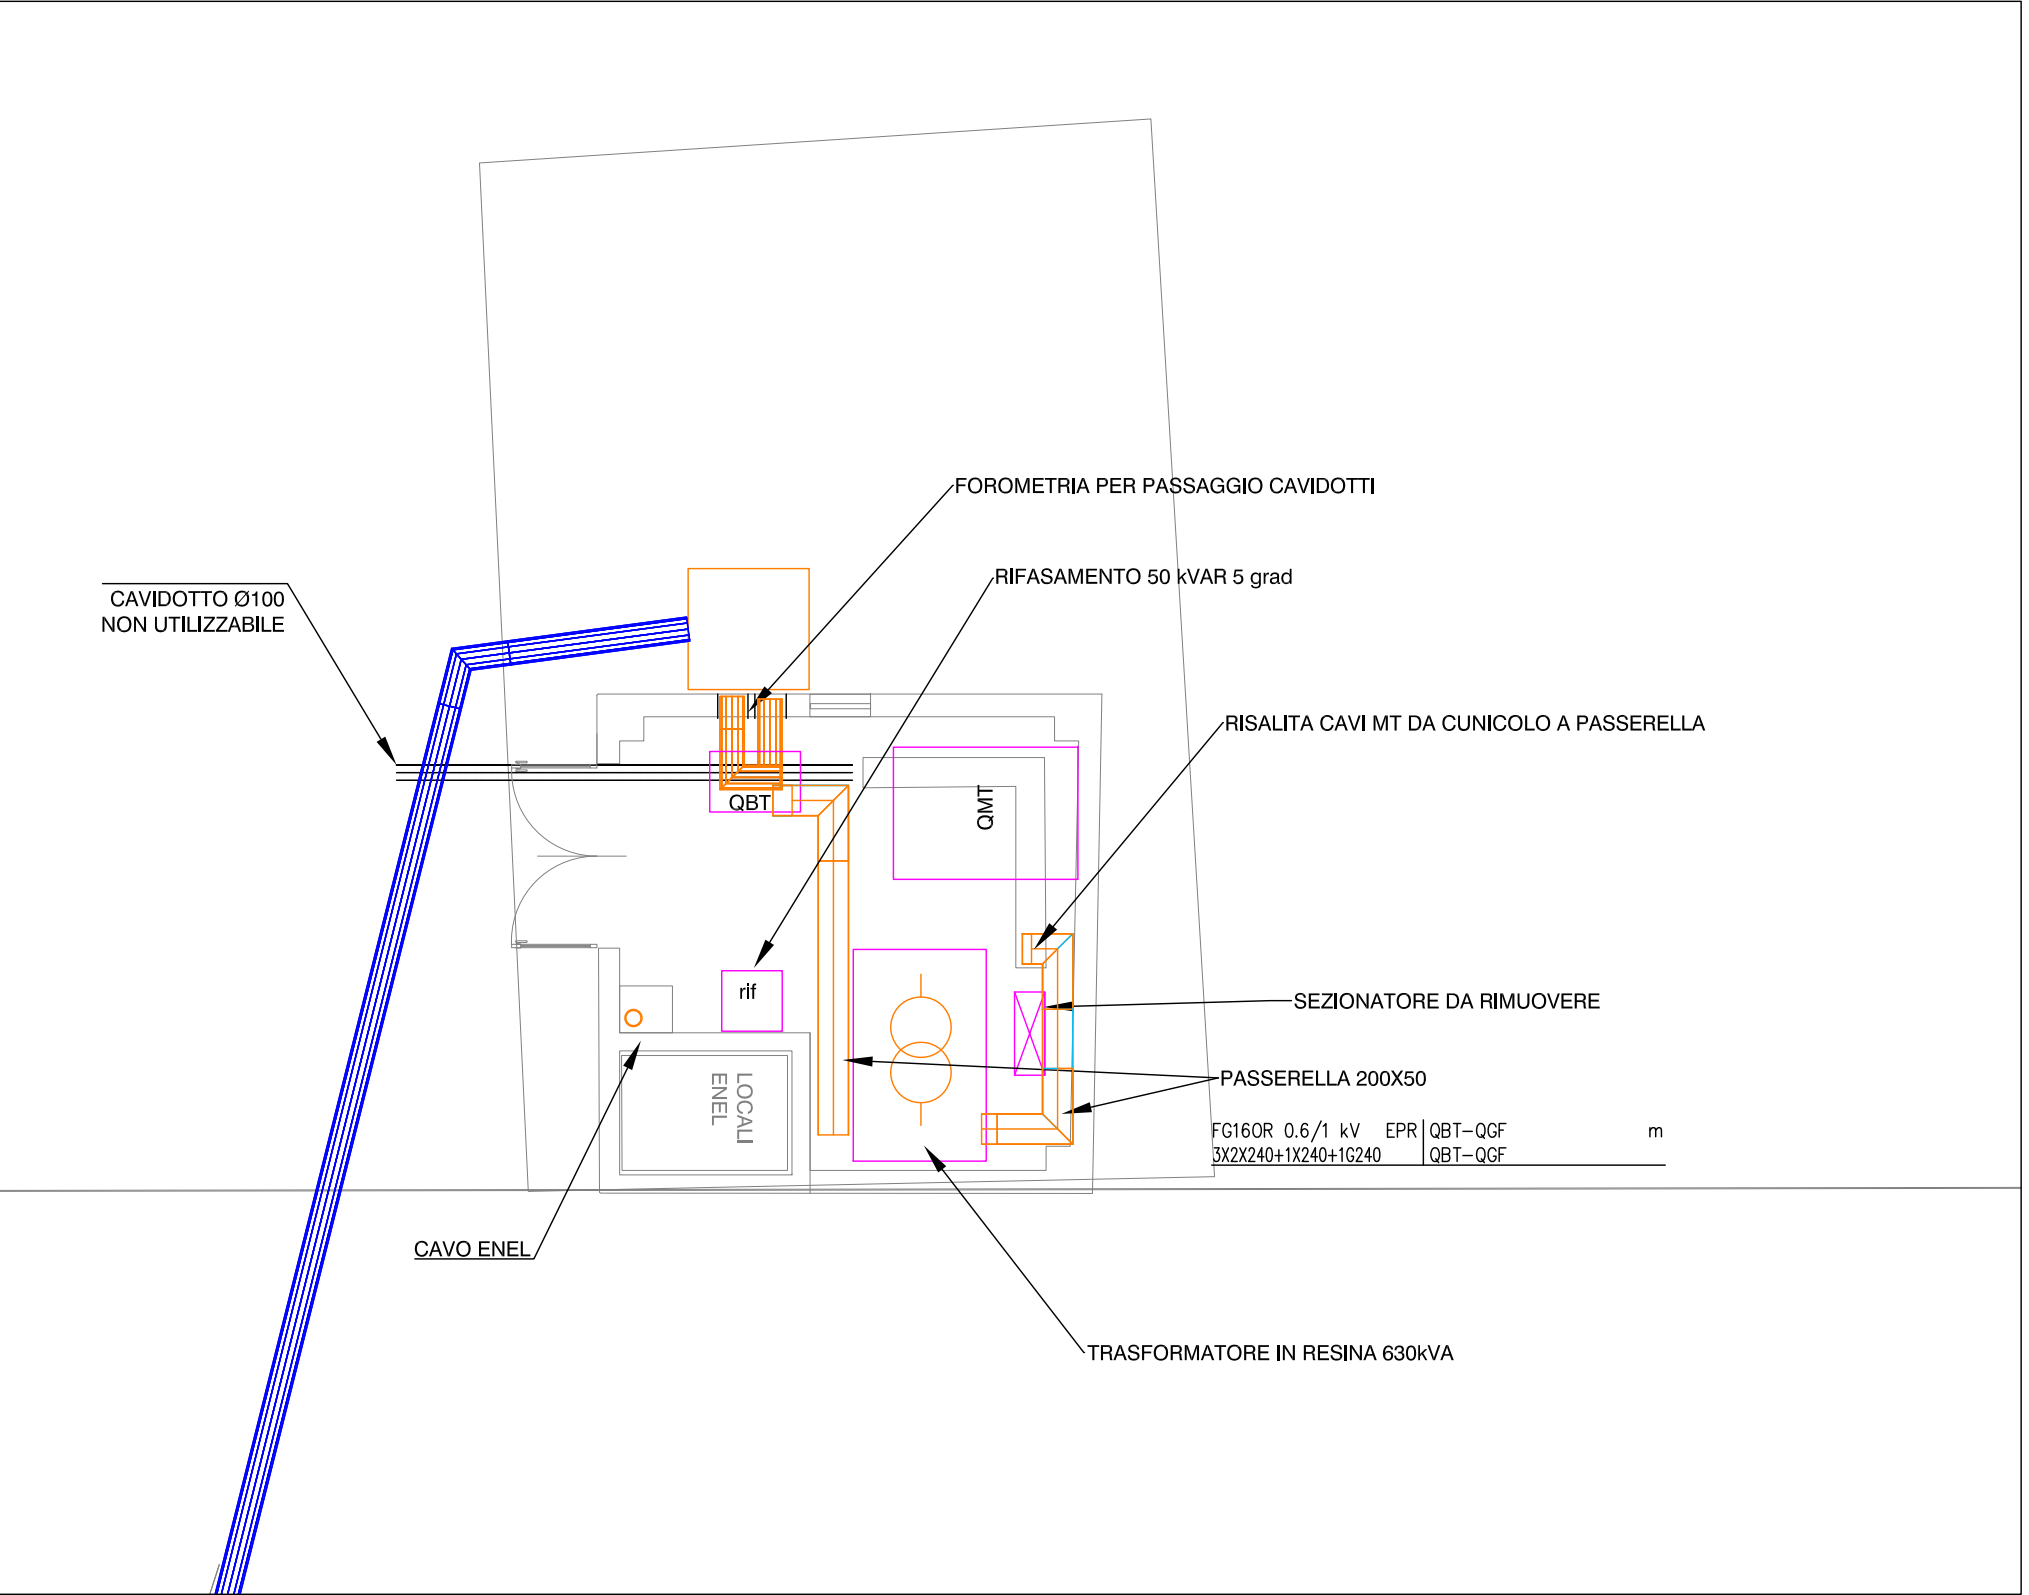 FOROMETRIA PER PASSAGGIO CAVIDOTTI
RIFASAMENTO 50 kVAR 5 grad
CAVIDOTTO Ø100
NON UTILIZZABILE
RISALITA CAVI MT DA CUNICOLO A PASSERELLA
QBT
QMT
rif
SEZIONATORE DA RIMUOVERE
LOCALI
ENEL
PASSERELLA 200X50
FG16OR 0.6/1 kV EPR QBT-QGF m
3X2X240+1X240+1G240 QBT-QGF
CAVO ENEL
TRASFORMATORE IN RESINA 630kVA